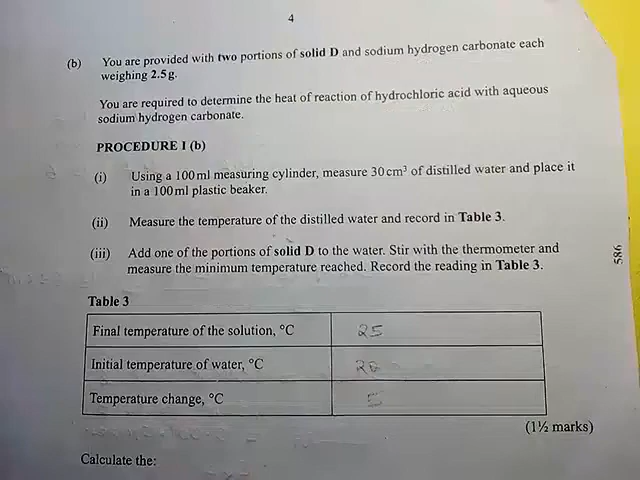 4
(b) You are provided with two portions of solid D and sodium hydrogen carbonate each
weighing 2.5 g.
You are required to determine the heat of reaction of hydrochloric acid with aqueous
sodium hydrogen carbonate.
PROCEDURE I (b)
(i) Using a 100 ml measuring cylinder, measure 30 cm³ of distilled water and place it
in a 100 ml plastic beaker.
(ii) Measure the temperature of the distilled water and record in Table 3.
(iii) Add one of the portions of solid D to the water. Stir with the thermometer and
measure the minimum temperature reached. Record the reading in Table 3.
586
Table 3
Final temperature of the solution, °C 25
Initial temperature of water, °C
Temperature change, °C 5
(1½ marks)
Calculate the: